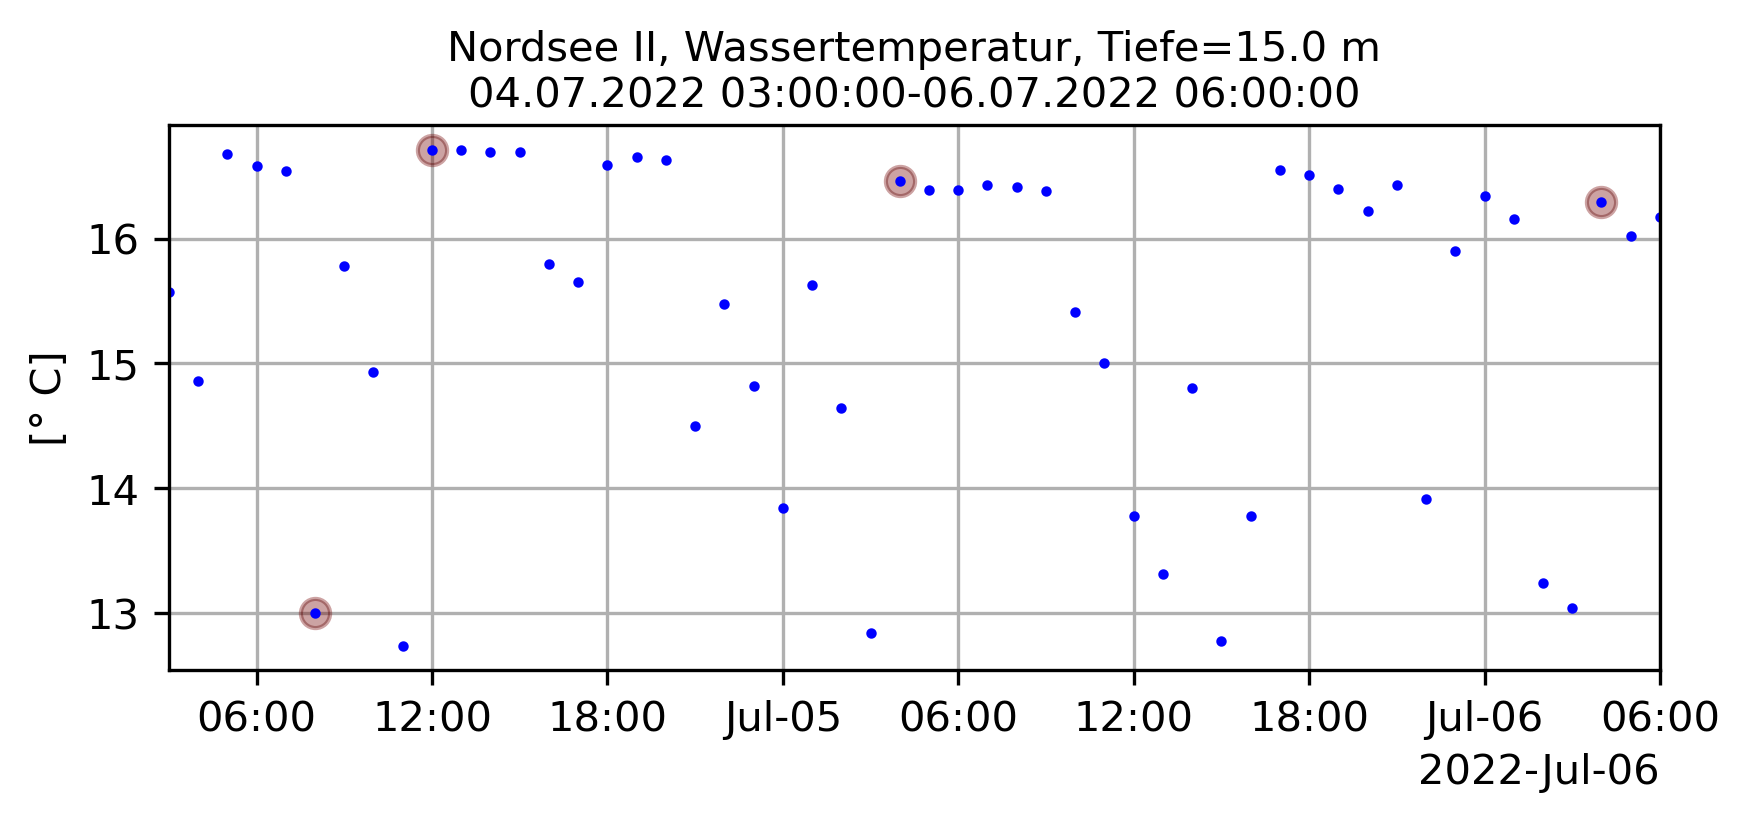 Nordsee II, Wassertemperatur, Tiefe=15.0 m
04.07.2022 03:00:00-06.07.2022 06:00:00
[° C]
16
15
14
13
06:00 12:00 18:00 Jul-05 06:00 12:00 18:00 Jul-06 06:00
2022-Jul-06